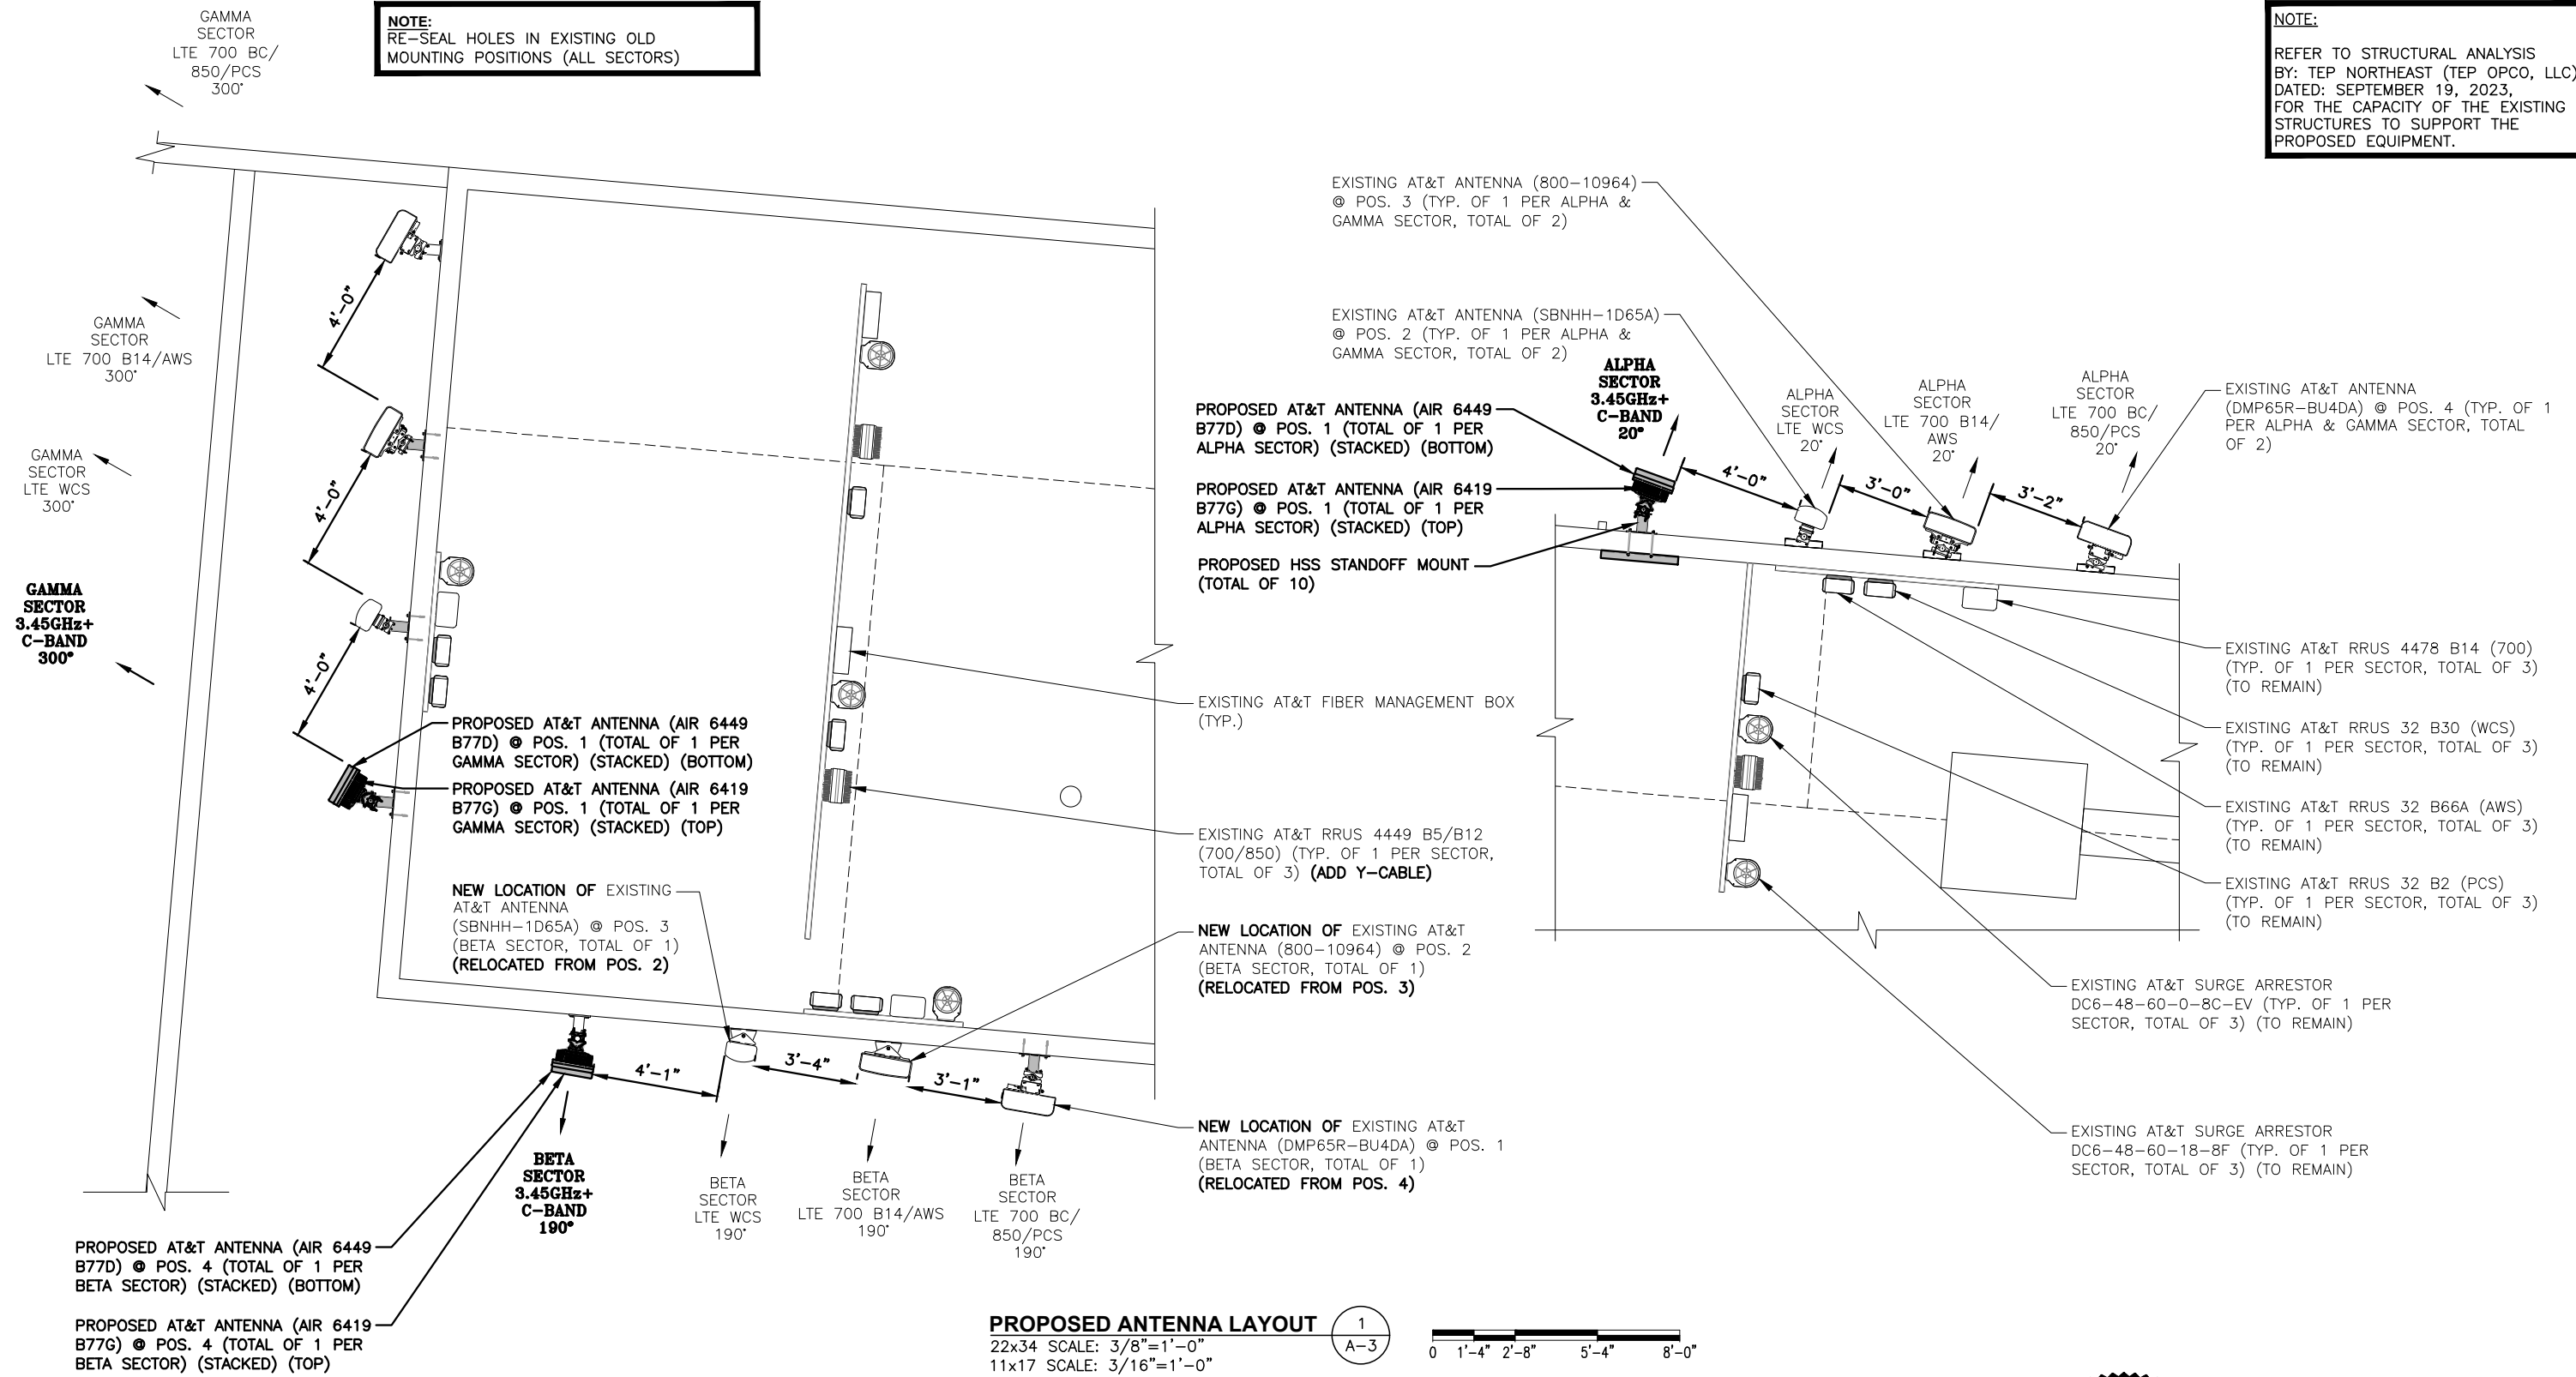 GAMMA
SECTOR
LTE 700 BC/
850/PCS
300°
NOTE:
RE-SEAL HOLES IN EXISTING OLD
MOUNTING POSITIONS (ALL SECTORS)
NOTE:
REFER TO STRUCTURAL ANALYSIS
BY: TEP NORTHEAST (TEP OPCO, LLC)
DATED: SEPTEMBER 19, 2023,
FOR THE CAPACITY OF THE EXISTING
STRUCTURES TO SUPPORT THE
PROPOSED EQUIPMENT.
GAMMA
SECTOR
LTE 700 B14/AWS
300°
GAMMA
SECTOR
LTE WCS
300°
GAMMA
SECTOR
3.45GHz+
C-BAND
300°
4'-0"
4'-0"
4'-0"
PROPOSED AT&T ANTENNA (AIR 6449
B77D) @ POS. 1 (TOTAL OF 1 PER
GAMMA SECTOR) (STACKED) (BOTTOM)
PROPOSED AT&T ANTENNA (AIR 6419
B77G) @ POS. 1 (TOTAL OF 1 PER
GAMMA SECTOR) (STACKED) (TOP)
NEW LOCATION OF EXISTING
AT&T ANTENNA
(SBNHH-1D65A) @ POS. 3
(BETA SECTOR, TOTAL OF 1)
(RELOCATED FROM POS. 2)
EXISTING AT&T ANTENNA (800-10964)
@ POS. 3 (TYP. OF 1 PER ALPHA &
GAMMA SECTOR, TOTAL OF 2)
EXISTING AT&T ANTENNA (SBNHH-1D65A)
@ POS. 2 (TYP. OF 1 PER ALPHA &
GAMMA SECTOR, TOTAL OF 2)
PROPOSED AT&T ANTENNA (AIR 6449
B77D) @ POS. 1 (TOTAL OF 1 PER
ALPHA SECTOR) (STACKED) (BOTTOM)
PROPOSED AT&T ANTENNA (AIR 6419
B77G) @ POS. 1 (TOTAL OF 1 PER
ALPHA SECTOR) (STACKED) (TOP)
PROPOSED HSS STANDOFF MOUNT
(TOTAL OF 10)
ALPHA
SECTOR
3.45GHz+
C-BAND
20°
ALPHA
SECTOR
LTE WCS
20°
ALPHA
SECTOR
LTE 700 B14/
AWS
20°
ALPHA
SECTOR
LTE 700 BC/
850/PCS
20°
4'-0"
3'-0"
3'-2"
EXISTING AT&T ANTENNA
(DMP65R-BU4DA) @ POS. 4 (TYP. OF 1
PER ALPHA & GAMMA SECTOR, TOTAL
OF 2)
EXISTING AT&T RRUS 4478 B14 (700)
(TYP. OF 1 PER SECTOR, TOTAL OF 3)
(TO REMAIN)
EXISTING AT&T RRUS 32 B30 (WCS)
(TYP. OF 1 PER SECTOR, TOTAL OF 3)
(TO REMAIN)
EXISTING AT&T RRUS 32 B66A (AWS)
(TYP. OF 1 PER SECTOR, TOTAL OF 3)
(TO REMAIN)
EXISTING AT&T RRUS 32 B2 (PCS)
(TYP. OF 1 PER SECTOR, TOTAL OF 3)
(TO REMAIN)
EXISTING AT&T SURGE ARRESTOR
DC6-48-60-0-8C-EV (TYP. OF 1 PER
SECTOR, TOTAL OF 3) (TO REMAIN)
EXISTING AT&T SURGE ARRESTOR
DC6-48-60-18-8F (TYP. OF 1 PER
SECTOR, TOTAL OF 3) (TO REMAIN)
EXISTING AT&T FIBER MANAGEMENT BOX
(TYP.)
EXISTING AT&T RRUS 4449 B5/B12
(700/850) (TYP. OF 1 PER SECTOR,
TOTAL OF 3) (ADD Y-CABLE)
NEW LOCATION OF EXISTING AT&T
ANTENNA (800-10964) @ POS. 2
(BETA SECTOR, TOTAL OF 1)
(RELOCATED FROM POS. 3)
NEW LOCATION OF EXISTING AT&T
ANTENNA (DMP65R-BU4DA) @ POS. 1
(BETA SECTOR, TOTAL OF 1)
(RELOCATED FROM POS. 4)
4'-1"
3'-4"
3'-1"
BETA
SECTOR
3.45GHz+
C-BAND
190°
BETA
SECTOR
LTE WCS
190°
BETA
SECTOR
LTE 700 B14/AWS
190°
BETA
SECTOR
LTE 700 BC/
850/PCS
190°
PROPOSED AT&T ANTENNA (AIR 6449
B77D) @ POS. 4 (TOTAL OF 1 PER
BETA SECTOR) (STACKED) (BOTTOM)
PROPOSED AT&T ANTENNA (AIR 6419
B77G) @ POS. 4 (TOTAL OF 1 PER
BETA SECTOR) (STACKED) (TOP)
PROPOSED ANTENNA LAYOUT
22x34 SCALE: 3/8"=1'-0"
11x17 SCALE: 3/16"=1'-0"
1
A-3
0 1'-4" 2'-8" 5'-4" 8'-0"